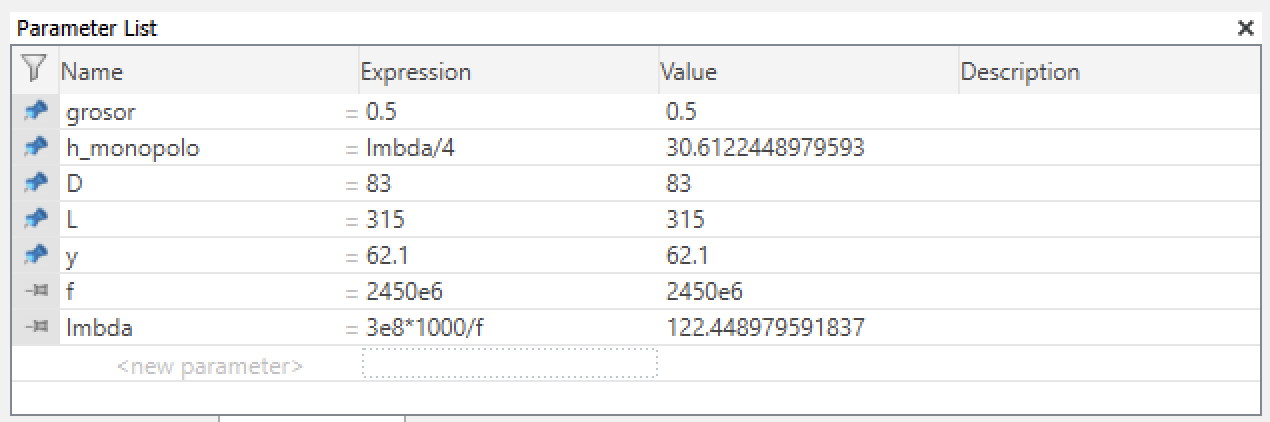 Parameter List
Name Expression Value Description
grosor = 0.5 0.5
h_monopolo = lmbda/4 30.6122448979593
D = 83 83
L = 315 315
y = 62.1 62.1
f = 2450e6 2450e6
lmbda = 3e8*1000/f 122.448979591837
<new parameter>